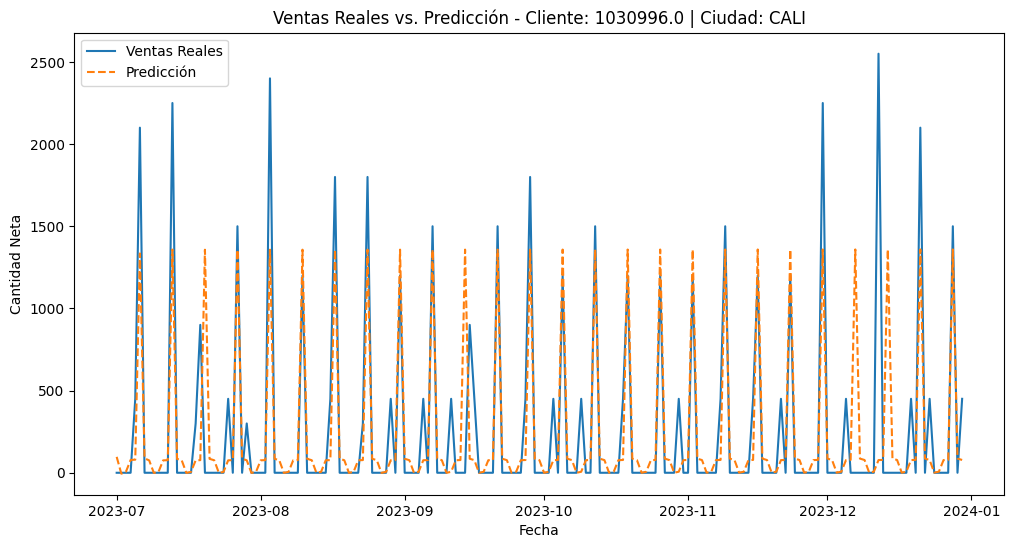 Ventas Reales vs. Predicción - Cliente: 1030996.0 | Ciudad: CALI
Ventas Reales
Predicción
Cantidad Neta
2500
2000
1500
1000
500
0
2023-07
2023-08
2023-09
2023-10
2023-11
2023-12
2024-01
Fecha